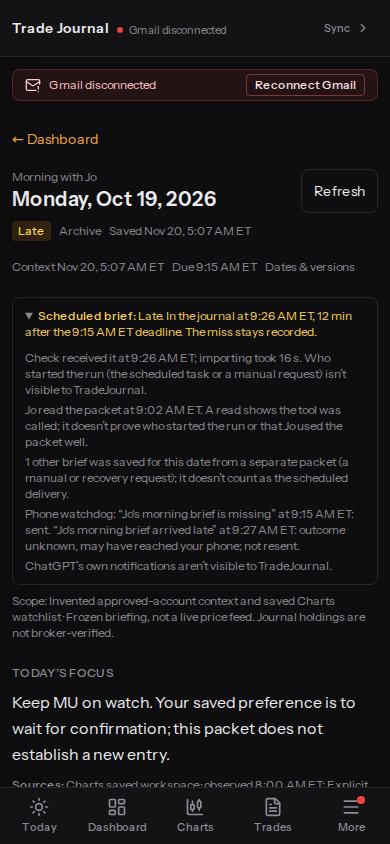 Trade Journal Gmail disconnected Sync
Gmail disconnected Reconnect Gmail
← Dashboard
Morning with Jo
Monday, Oct 19, 2026
Refresh
Late Archive Saved Nov 20, 5:07 AM ET
Context Nov 20, 5:07 AM ET Due 9:15 AM ET Dates & versions
▼ Scheduled brief: Late. In the journal at 9:26 AM ET, 12 min
after the 9:15 AM ET deadline. The miss stays recorded.
Check received it at 9:26 AM ET; importing took 16 s. Who
started the run (the scheduled task or a manual request) isn't
visible to TradeJournal.
Jo read the packet at 9:02 AM ET. A read shows the tool was
called; it doesn't prove who started the run or that Jo used the
packet well.
1 other brief was saved for this date from a separate packet (a
manual or recovery request); it doesn't count as the scheduled
delivery.
Phone watchdog: “Jo's morning brief is missing” at 9:15 AM ET:
sent. “Jo's morning brief arrived late” at 9:27 AM ET: outcome
unknown, may have reached your phone; not resent.
ChatGPT's own notifications aren't visible to TradeJournal.
Scope: Invented approved-account context and saved Charts
watchlist · Frozen briefing, not a live price feed. Journal holdings are
not broker-verified.
TODAY'S FOCUS
Keep MU on watch. Your saved preference is to
wait for confirmation; this packet does not
establish a new entry.
Sources: Charts saved workspace; observed 8:00 AM ET; Explicit
Today Dashboard Charts Trades More